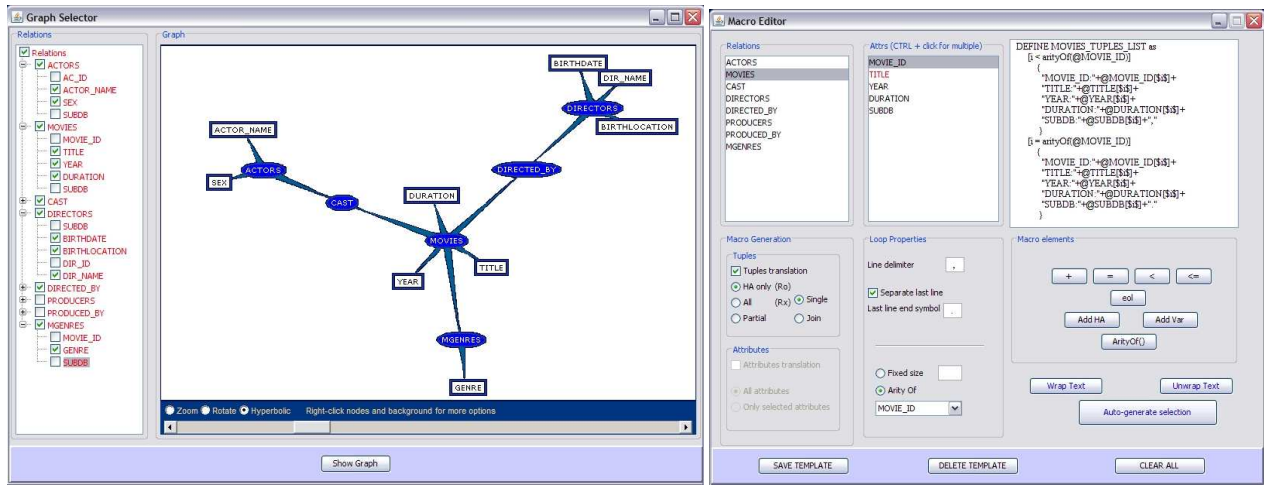 Graph Selector
Relations
Relations
ACTORS
AC_ID
ACTOR_NAME
SEX
SUBDB
MOVIES
MOVIE_ID
TITLE
YEAR
DURATION
SUBDB
CAST
DIRECTORS
SUBDB
BIRTHDATE
BIRTHLOCATION
DIR_ID
DIR_NAME
DIRECTED_BY
PRODUCERS
PRODUCED_BY
MGENRES
MOVIE_ID
GENRE
SUBDB
Graph
BIRTHDATE
DIR_NAME
DIRECTORS
BIRTHLOCATION
ACTOR_NAME
ACTORS
DIRECTED_BY
SEX
DURATION
CAST
MOVIES
TITLE
YEAR
MGENRES
GENRE
Zoom Rotate Hyperbolic Right-click nodes and background for more options
Show Graph
Macro Editor
Relations
ACTORS
MOVIES
CAST
DIRECTORS
DIRECTED_BY
PRODUCERS
PRODUCED_BY
MGENRES
Attrs (CTRL + click for multiple)
MOVIE_ID
TITLE
YEAR
DURATION
SUBDB
DEFINE MOVIES_TUPLES_LIST as
[i < arityOf(@MOVIE_ID)]
{
"MOVIE_ID:"+@MOVIE_ID[$i$]+
"TITLE:"+@TITLE[$i$]+
"YEAR:"+@YEAR[$i$]+
"DURATION:"+@DURATION[$i$]+
"SUBDB:"+@SUBDB[$i$]+","
}
[i = arityOf(@MOVIE_ID)]
{
"MOVIE_ID:"+@MOVIE_ID[$i$]+
"TITLE:"+@TITLE[$i$]+
"YEAR:"+@YEAR[$i$]+
"DURATION:"+@DURATION[$i$]+
"SUBDB:"+@SUBDB[$i$]+"."
}
Macro Generation
Tuples
Tuples translation
HA only (Ro)
All (Rx) Single
Partial Join
Attributes
Attributes translation
All attributes
Only selected attributes
Loop Properties
Line delimiter ,
Separate last line
Last line end symbol .
Fixed size
Arity Of
MOVIE_ID
Macro elements
+ = < <=
eol
Add HA Add Var
ArityOf()
Wrap Text Unwrap Text
Auto-generate selection
SAVE TEMPLATE DELETE TEMPLATE CLEAR ALL